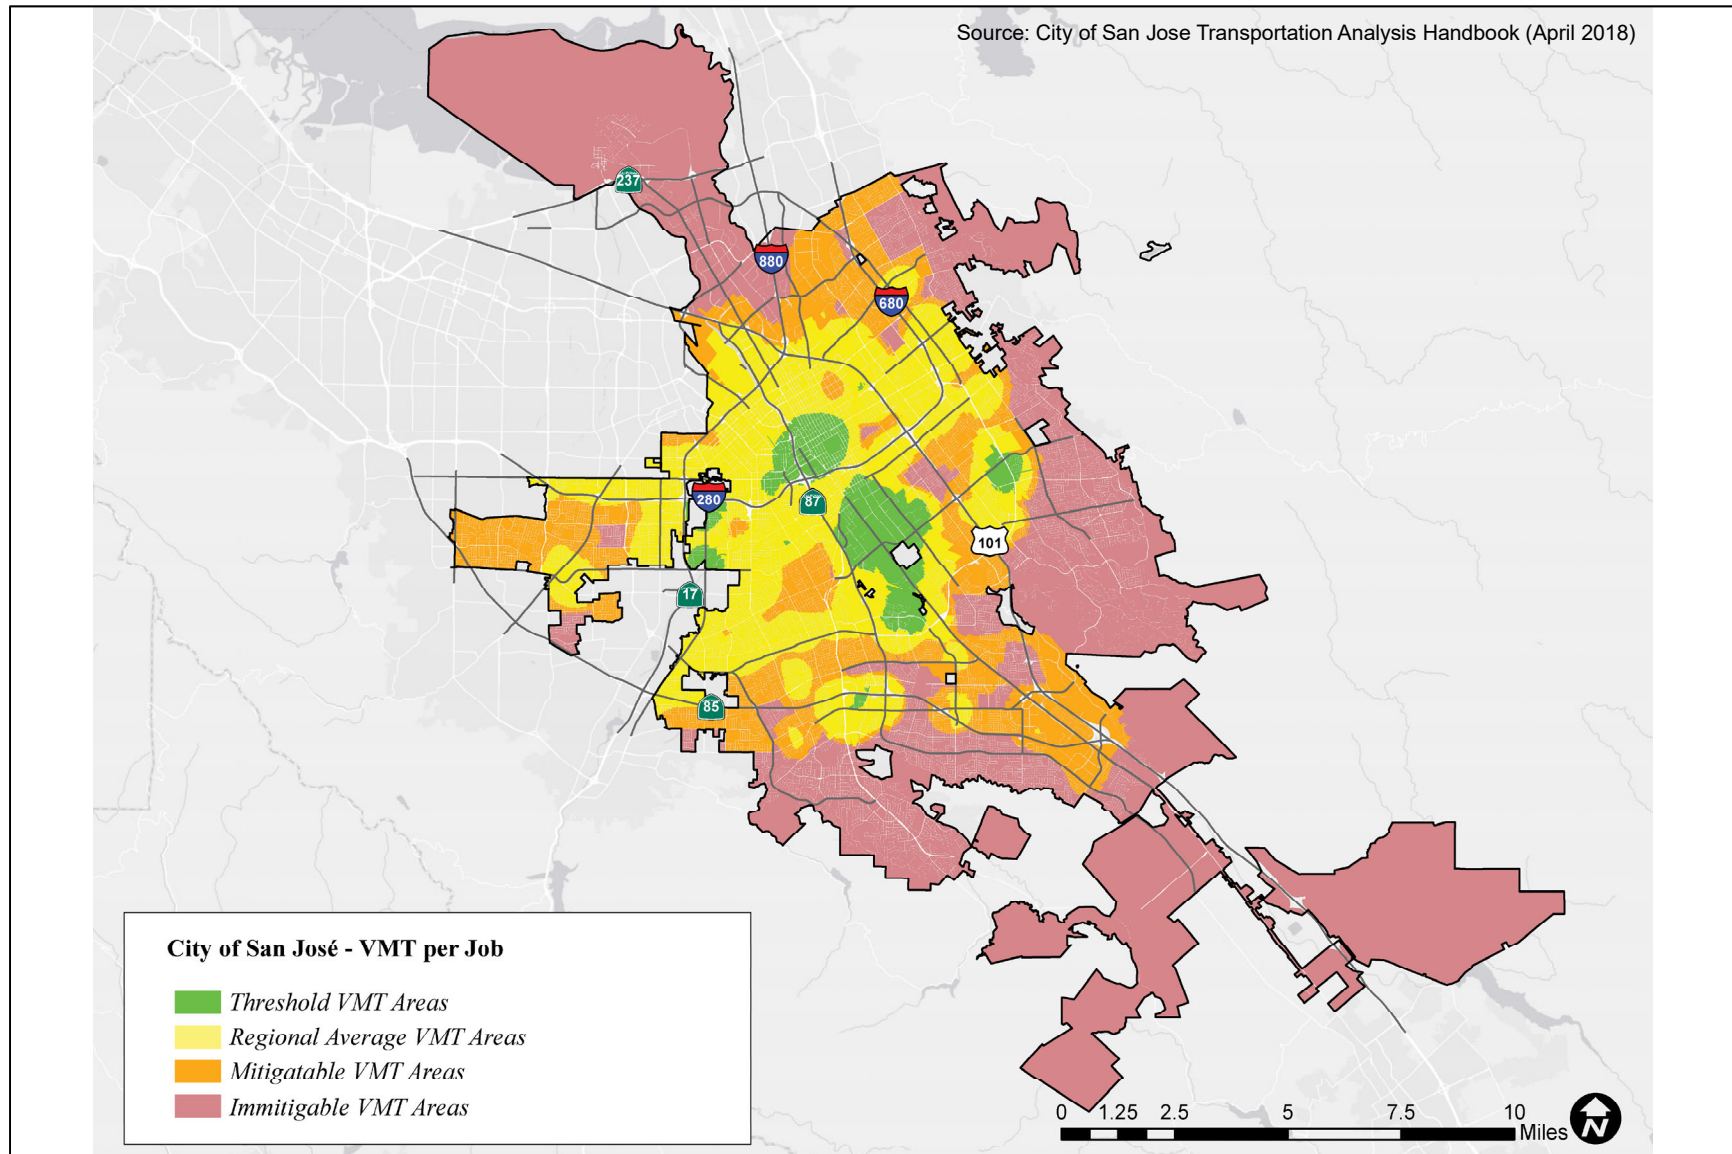 Source: City of San Jose Transportation Analysis Handbook (April 2018)
237
880
680
280
87
101
17
85
City of San José - VMT per Job
Threshold VMT Areas
Regional Average VMT Areas
Mitigatable VMT Areas
Immitigable VMT Areas
0 1.25 2.5 5 7.5 10
Miles
N